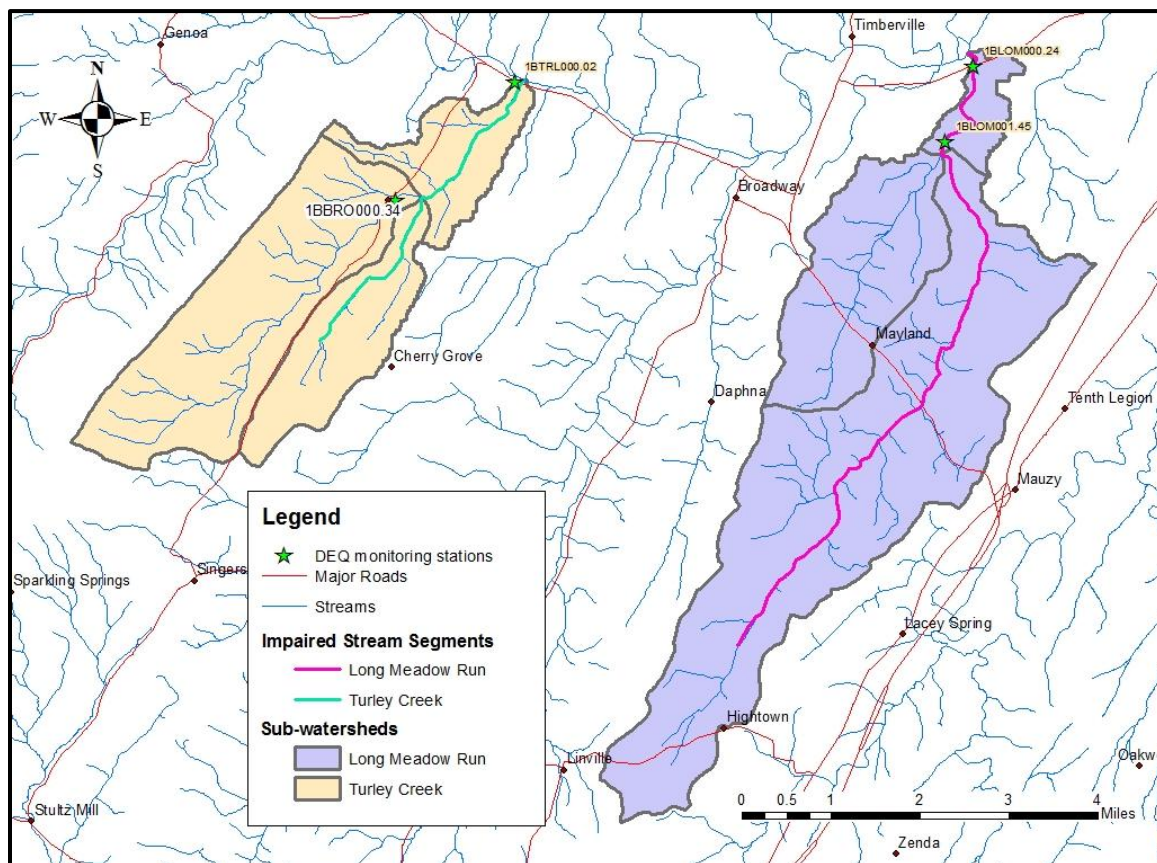 Genoa
Timberville
1BLOM000.24
1BTRL000.02
N
W
E
S
1BLOM001.45
Broadway
1BBRO000.34
Mayland
Cherry Grove
Daphna
Tenth Legion
Mauzy
Legend
DEQ monitoring stations
Major Roads
Streams
Impaired Stream Segments
Long Meadow Run
Turley Creek
Sub-watersheds
Long Meadow Run
Turley Creek
Sparkling Springs
Singers
Lacey Spring
Hightown
Linville
Oakw
Stultz Mill
0 0.5 1 2 3 4
Miles
Zenda